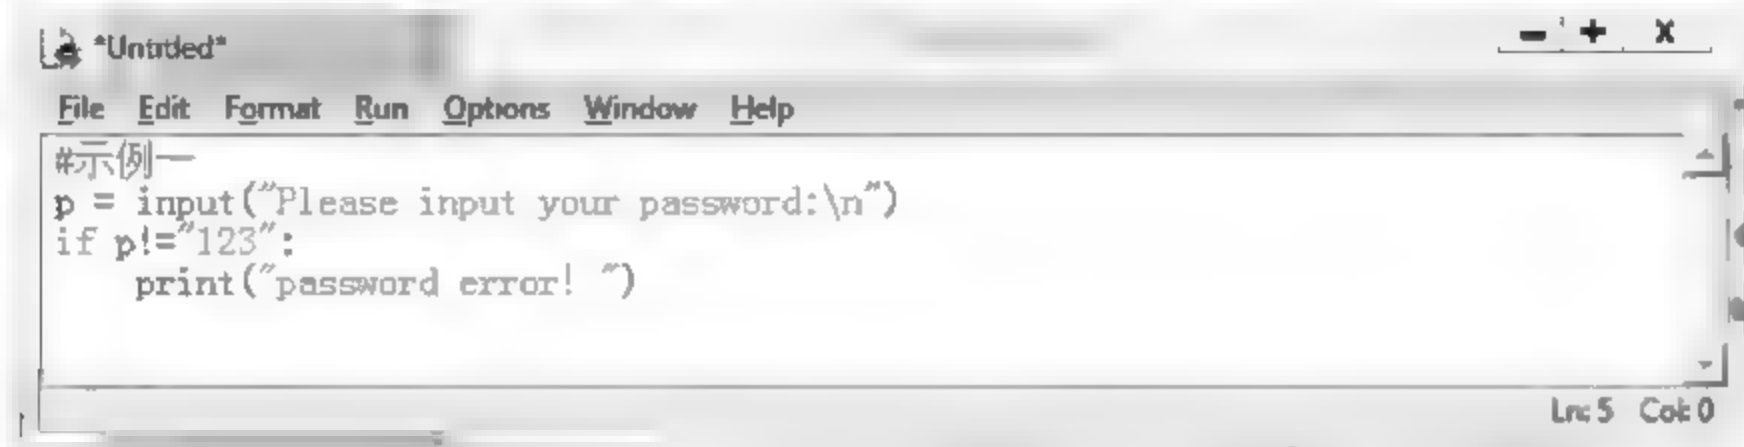 *Untitled*
File Edit Format Run Options Window Help
#示例一
p = input("Please input your password:\n")
if p!="123":
    print("password error! ")
Ln: 5 Col: 0